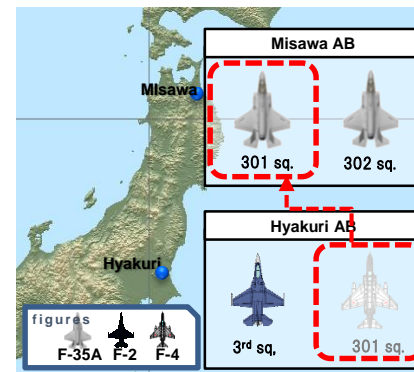 Misawa AB
MIsawa
301 sq.
302 sq.
Hyakuri AB
Hyakuri
3rd sq,
301 sq.
figures
F-35A
F-2
F-4